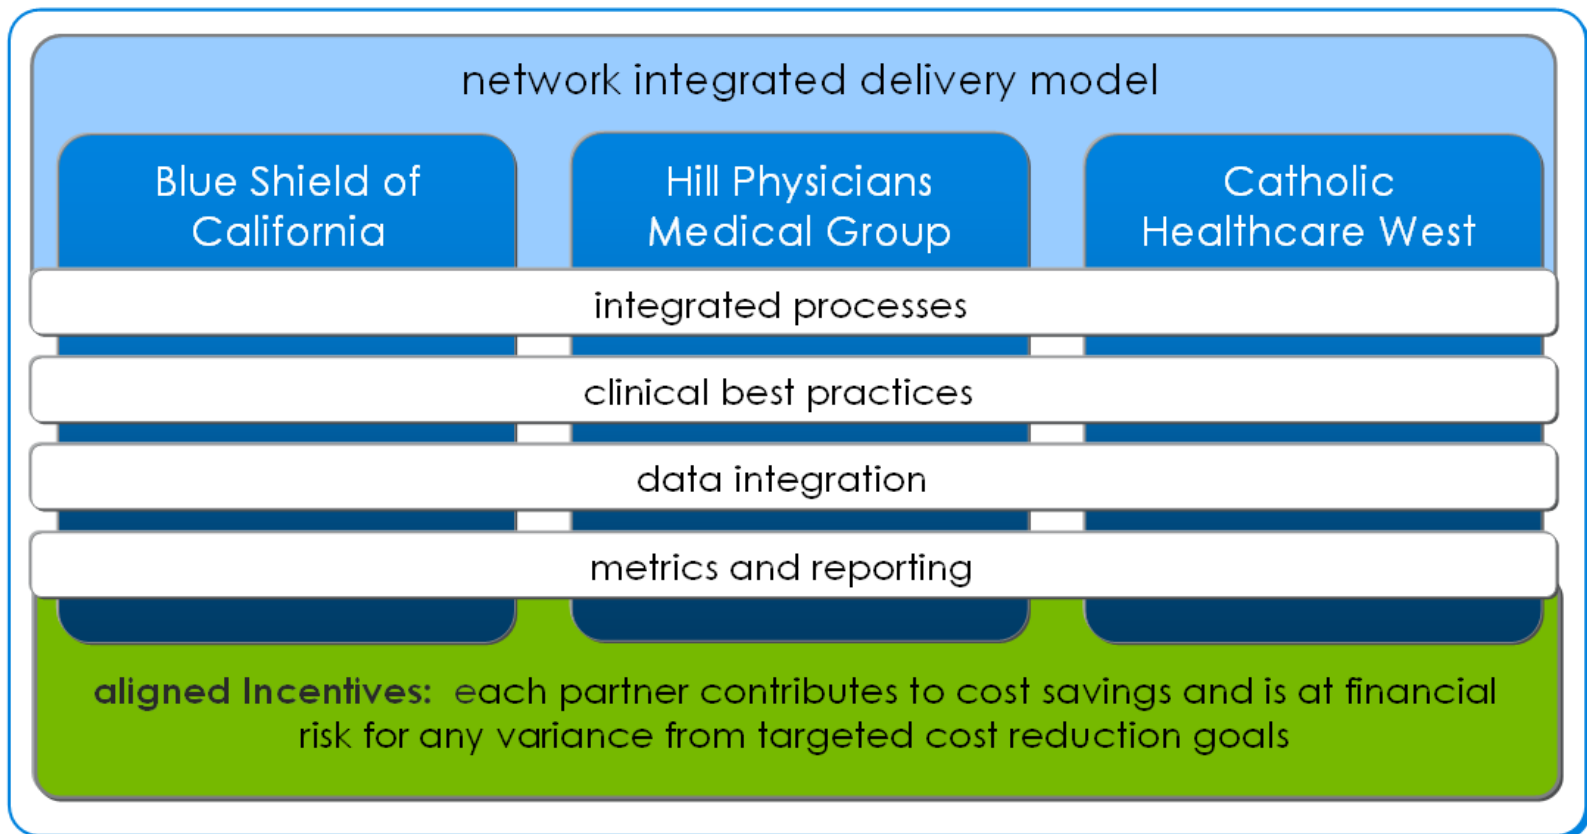 network integrated delivery model
Blue Shield of
California
Hill Physicians
Medical Group
Catholic
Healthcare West
integrated processes
clinical best practices
data integration
metrics and reporting
aligned Incentives: each partner contributes to cost savings and is at financial
risk for any variance from targeted cost reduction goals